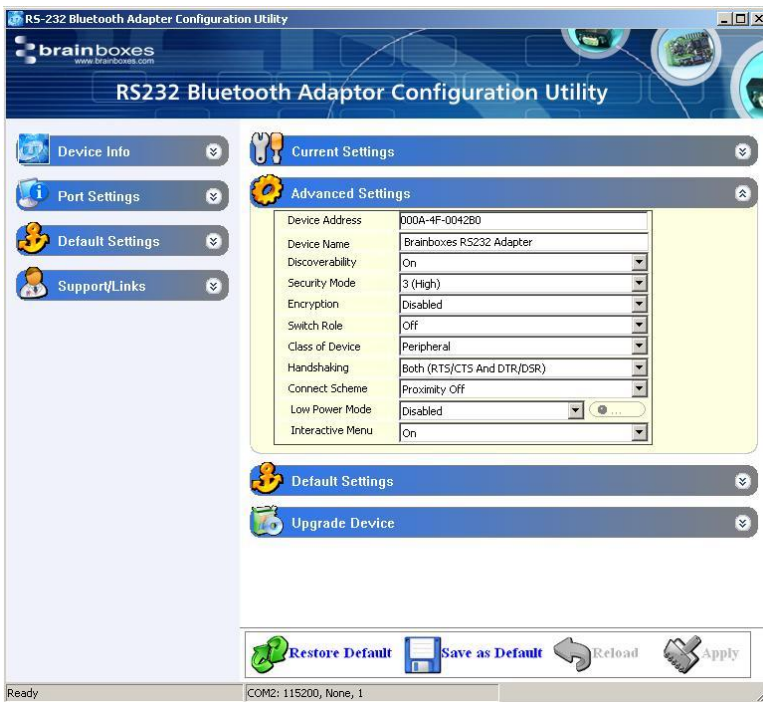 RS-232 Bluetooth Adapter Configuration Utility
brainboxes
www.brainboxes.com
RS232 Bluetooth Adaptor Configuration Utility
Device Info
Port Settings
Default Settings
Support/Links
Current Settings
Advanced Settings
Device Address 000A-4F-0042B0
Device Name Brainboxes RS232 Adapter
Discoverability On
Security Mode 3 (High)
Encryption Disabled
Switch Role Off
Class of Device Peripheral
Handshaking Both (RTS/CTS And DTR/DSR)
Connect Scheme Proximity Off
Low Power Mode Disabled ...
Interactive Menu On
Default Settings
Upgrade Device
Restore Default Save as Default Reload Apply
Ready COM2: 115200, None, 1